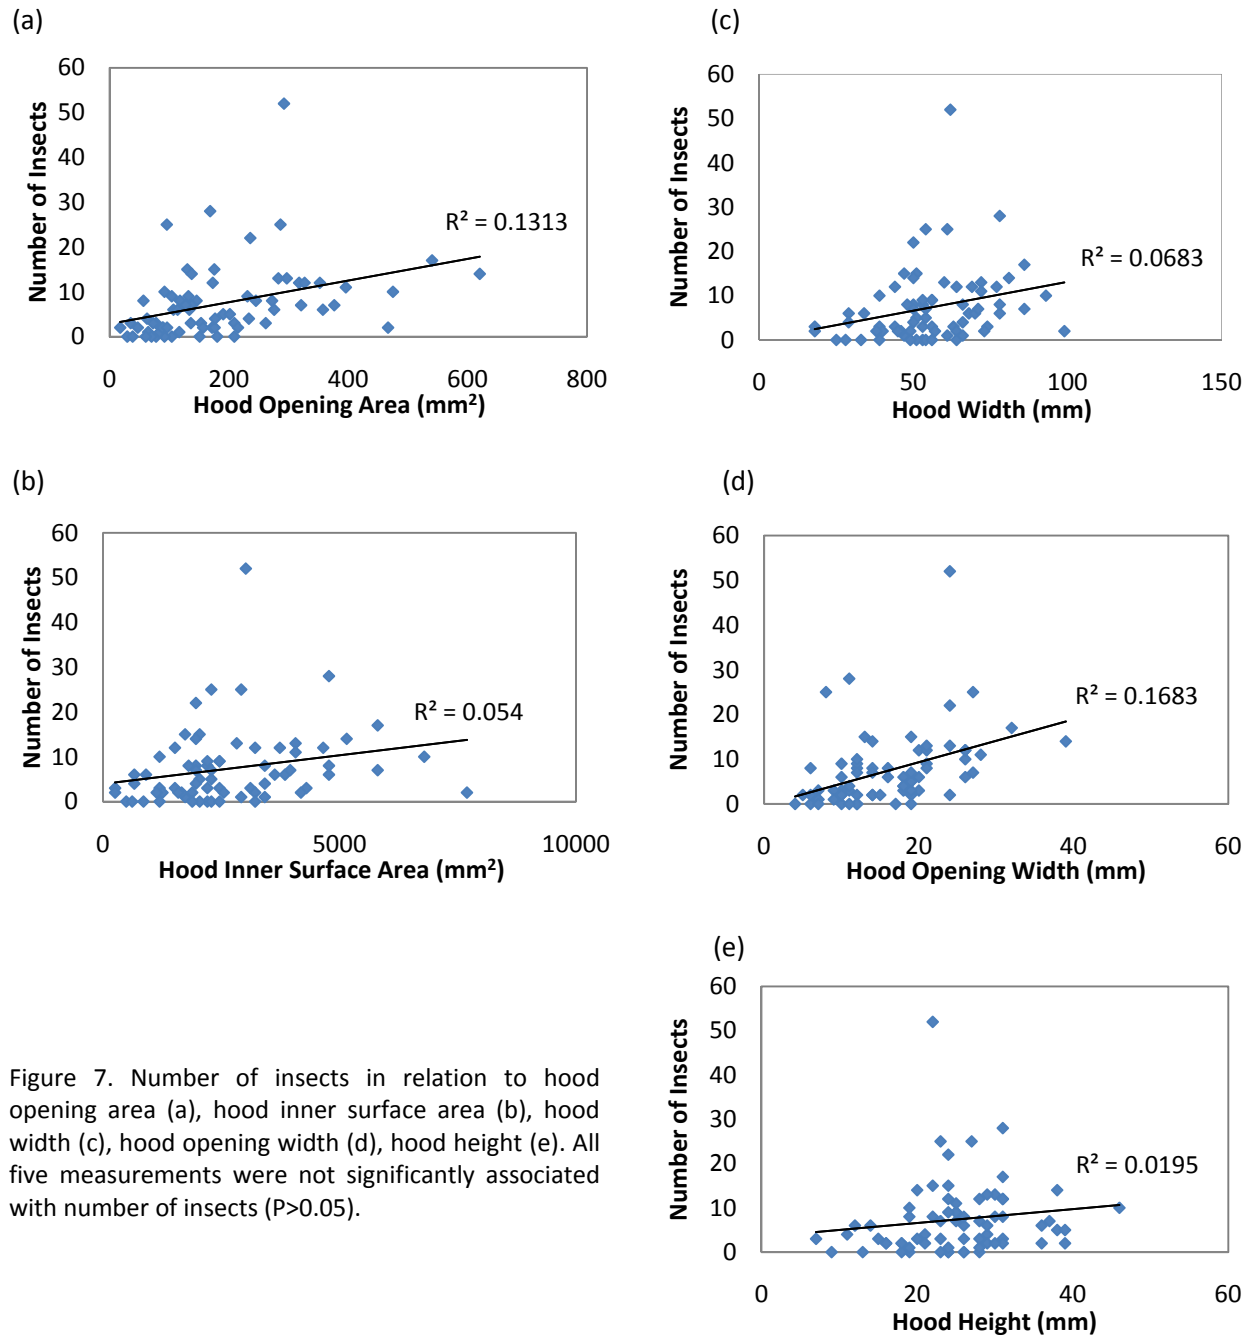 (a)
60
50
40
30
20
10
0
Number of Insects
R² = 0.1313
0 200 400 600 800
Hood Opening Area (mm²)
(c)
60
50
40
30
20
10
0
Number of Insects
R² = 0.0683
0 50 100 150
Hood Width (mm)
(b)
60
50
40
30
20
10
0
Number of Insects
R² = 0.054
0 5000 10000
Hood Inner Surface Area (mm²)
(d)
60
50
40
30
20
10
0
Number of Insects
R² = 0.1683
0 20 40 60
Hood Opening Width (mm)
(e)
60
50
40
30
20
10
0
Number of Insects
R² = 0.0195
0 20 40 60
Hood Height (mm)
Figure 7. Number of insects in relation to hood
opening area (a), hood inner surface area (b), hood
width (c), hood opening width (d), hood height (e). All
five measurements were not significantly associated
with number of insects (P>0.05).